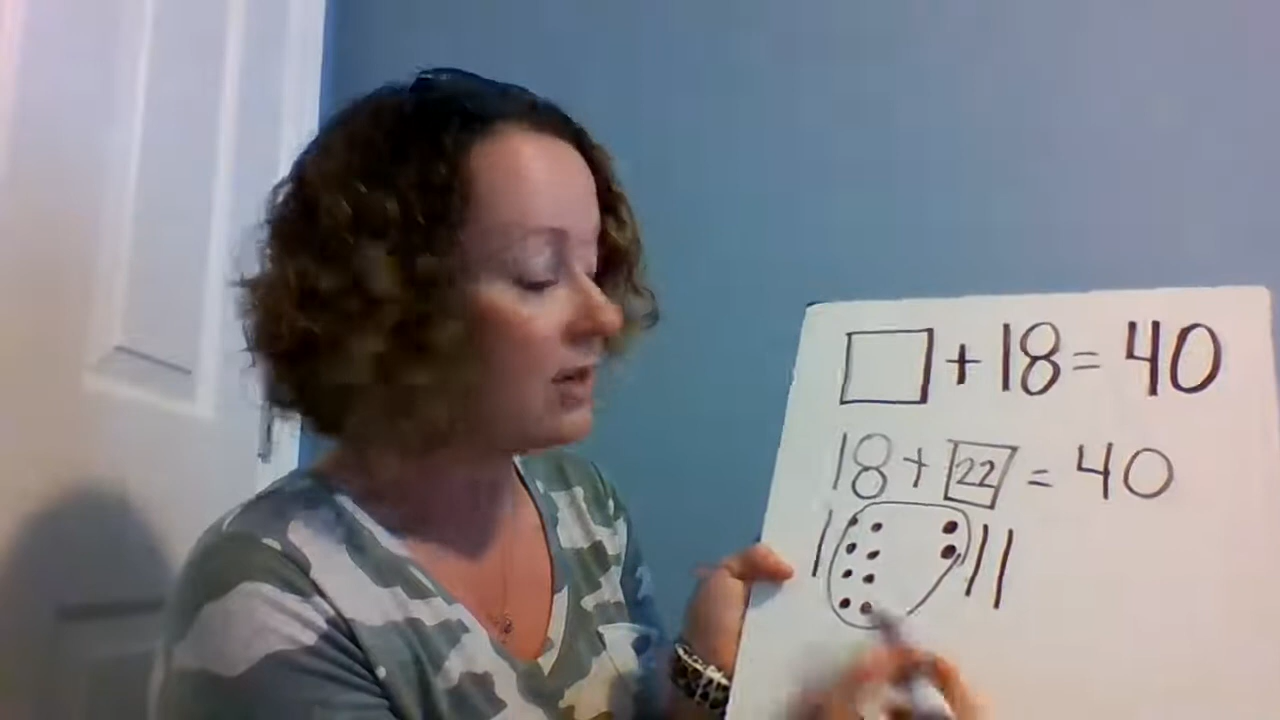 □ + 18 = 40
18 + 22 = 40